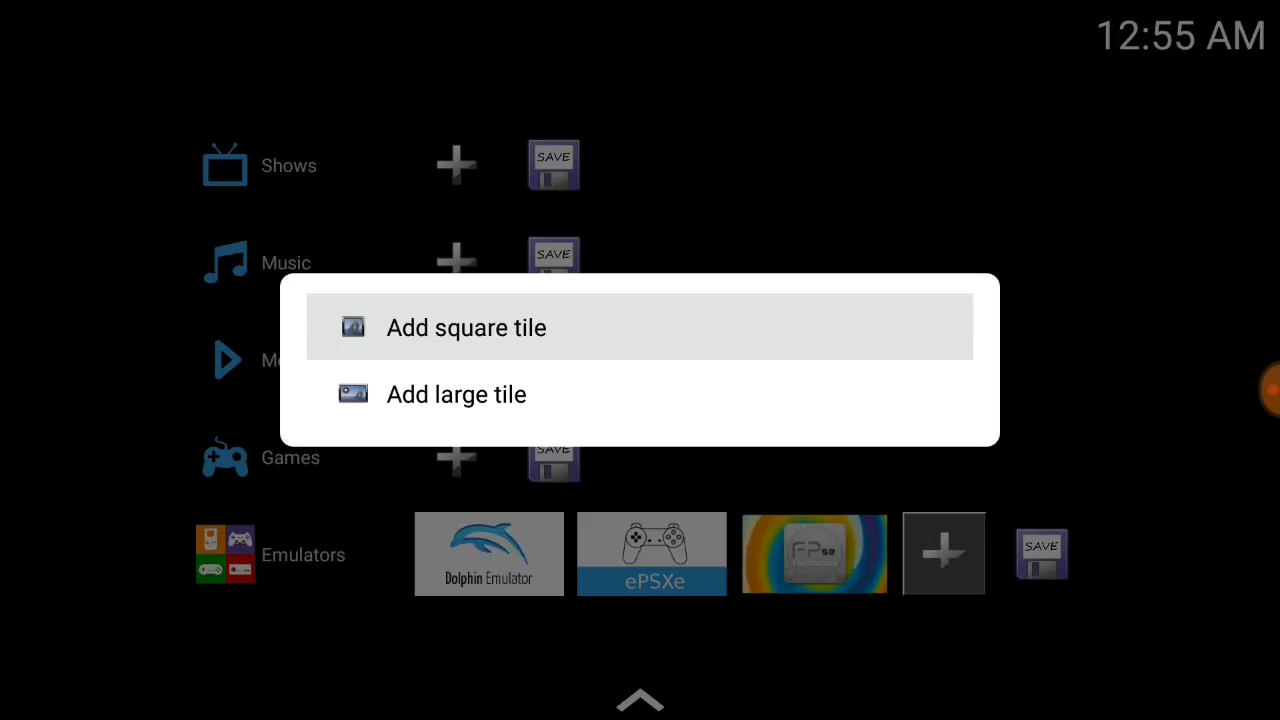 12:55 AM
Shows
SAVE
Music
SAVE
Add square tile
Add large tile
Games
SAVE
Emulators
Dolphin Emulator
ePSXe
FPse
SAVE